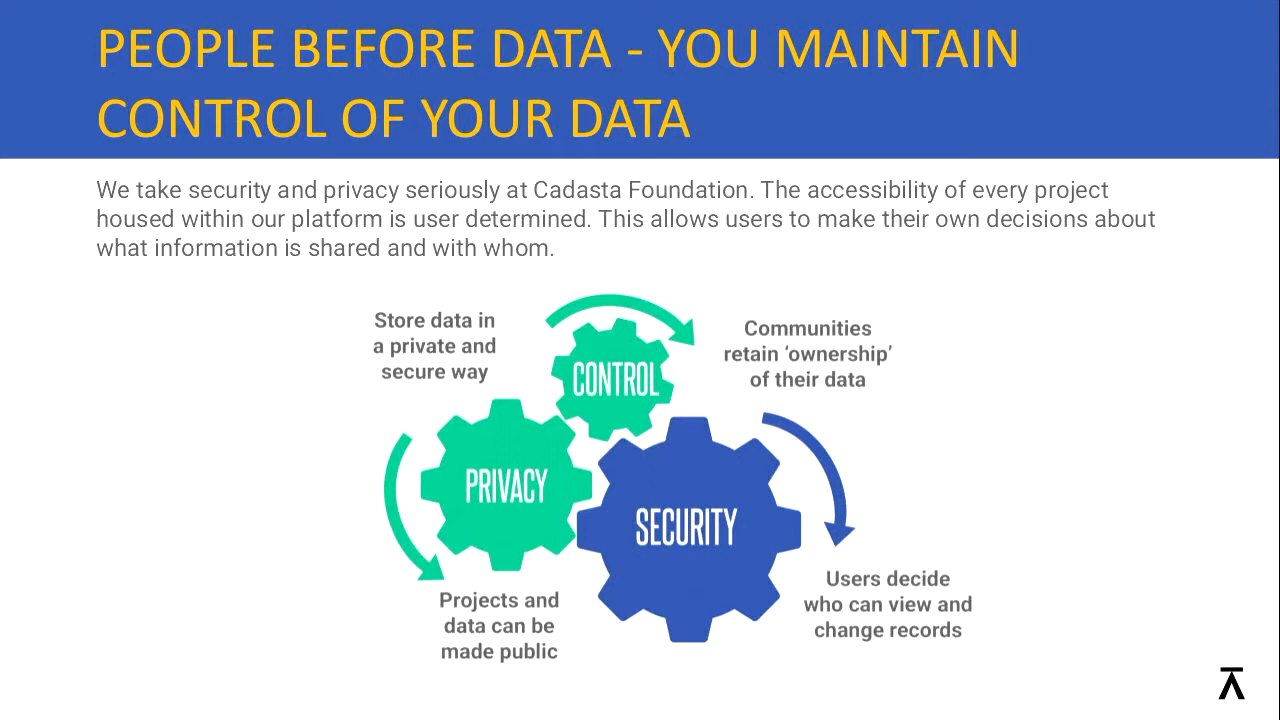 PEOPLE BEFORE DATA - YOU MAINTAIN
CONTROL OF YOUR DATA
We take security and privacy seriously at Cadasta Foundation. The accessibility of every project
housed within our platform is user determined. This allows users to make their own decisions about
what information is shared and with whom.
Store data in
a private and
secure way
CONTROL
Communities
retain ‘ownership’
of their data
PRIVACY
SECURITY
Projects and
data can be
made public
Users decide
who can view and
change records